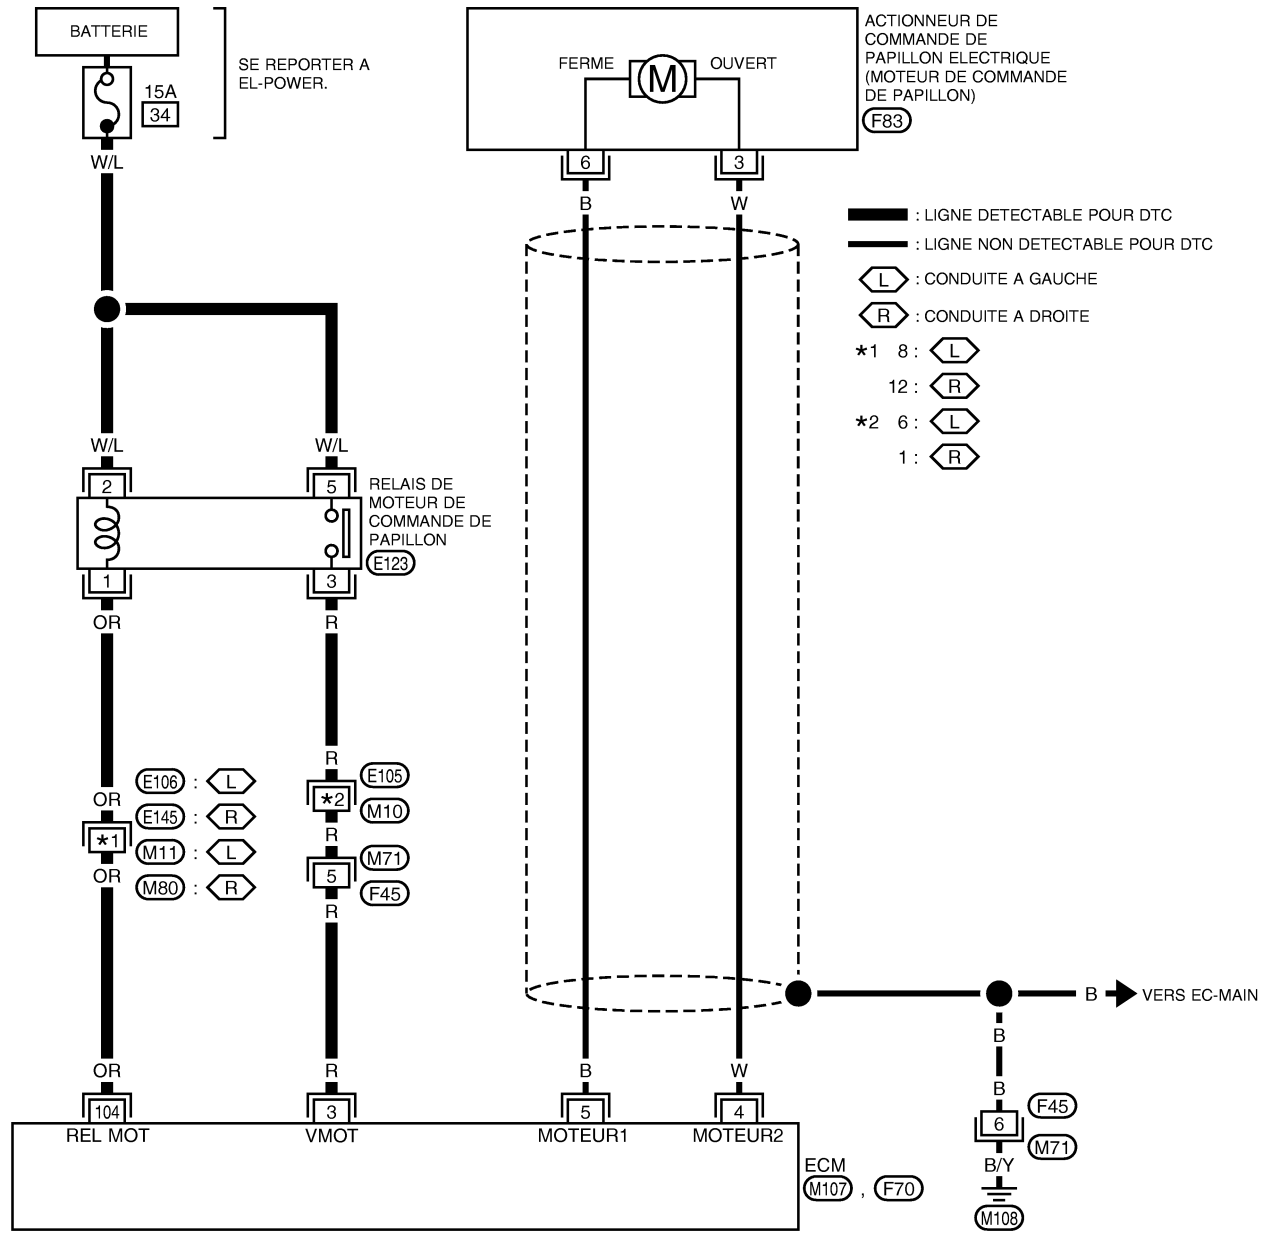 BATTERIE
15A
34
SE REPORTER A
EL-POWER.
W/L
FERME
M
OUVERT
ACTIONNEUR DE
COMMANDE DE
PAPILLON ELECTRIQUE
(MOTEUR DE COMMANDE
DE PAPILLON)
F83
6
3
B
W
: LIGNE DETECTABLE POUR DTC
: LIGNE NON DETECTABLE POUR DTC
L : CONDUITE A GAUCHE
R : CONDUITE A DROITE
*1 8 : L
12 : R
*2 6 : L
1 : R
W/L
W/L
2
5
RELAIS DE
MOTEUR DE
COMMANDE DE
PAPILLON
E123
1
3
OR
R
R
OR
*1
OR
E106 : L
E145 : R
M11 : L
M80 : R
*2
E105
M10
R
5
M71
F45
R
B VERS EC-MAIN
B
B
6
F45
M71
B/Y
M108
OR
R
B
W
104
3
5
4
REL MOT
VMOT
MOTEUR1
MOTEUR2
ECM
M107 , F70